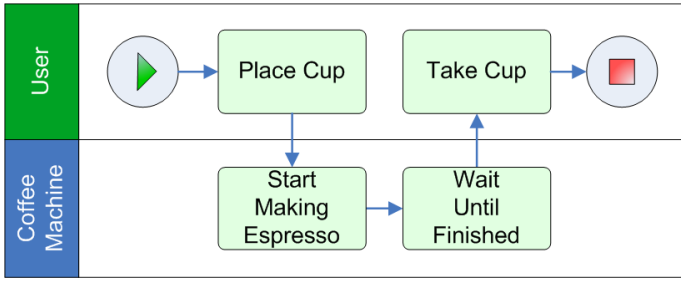 User
Place Cup
Take Cup
Coffee
Machine
Start
Making
Espresso
Wait
Until
Finished